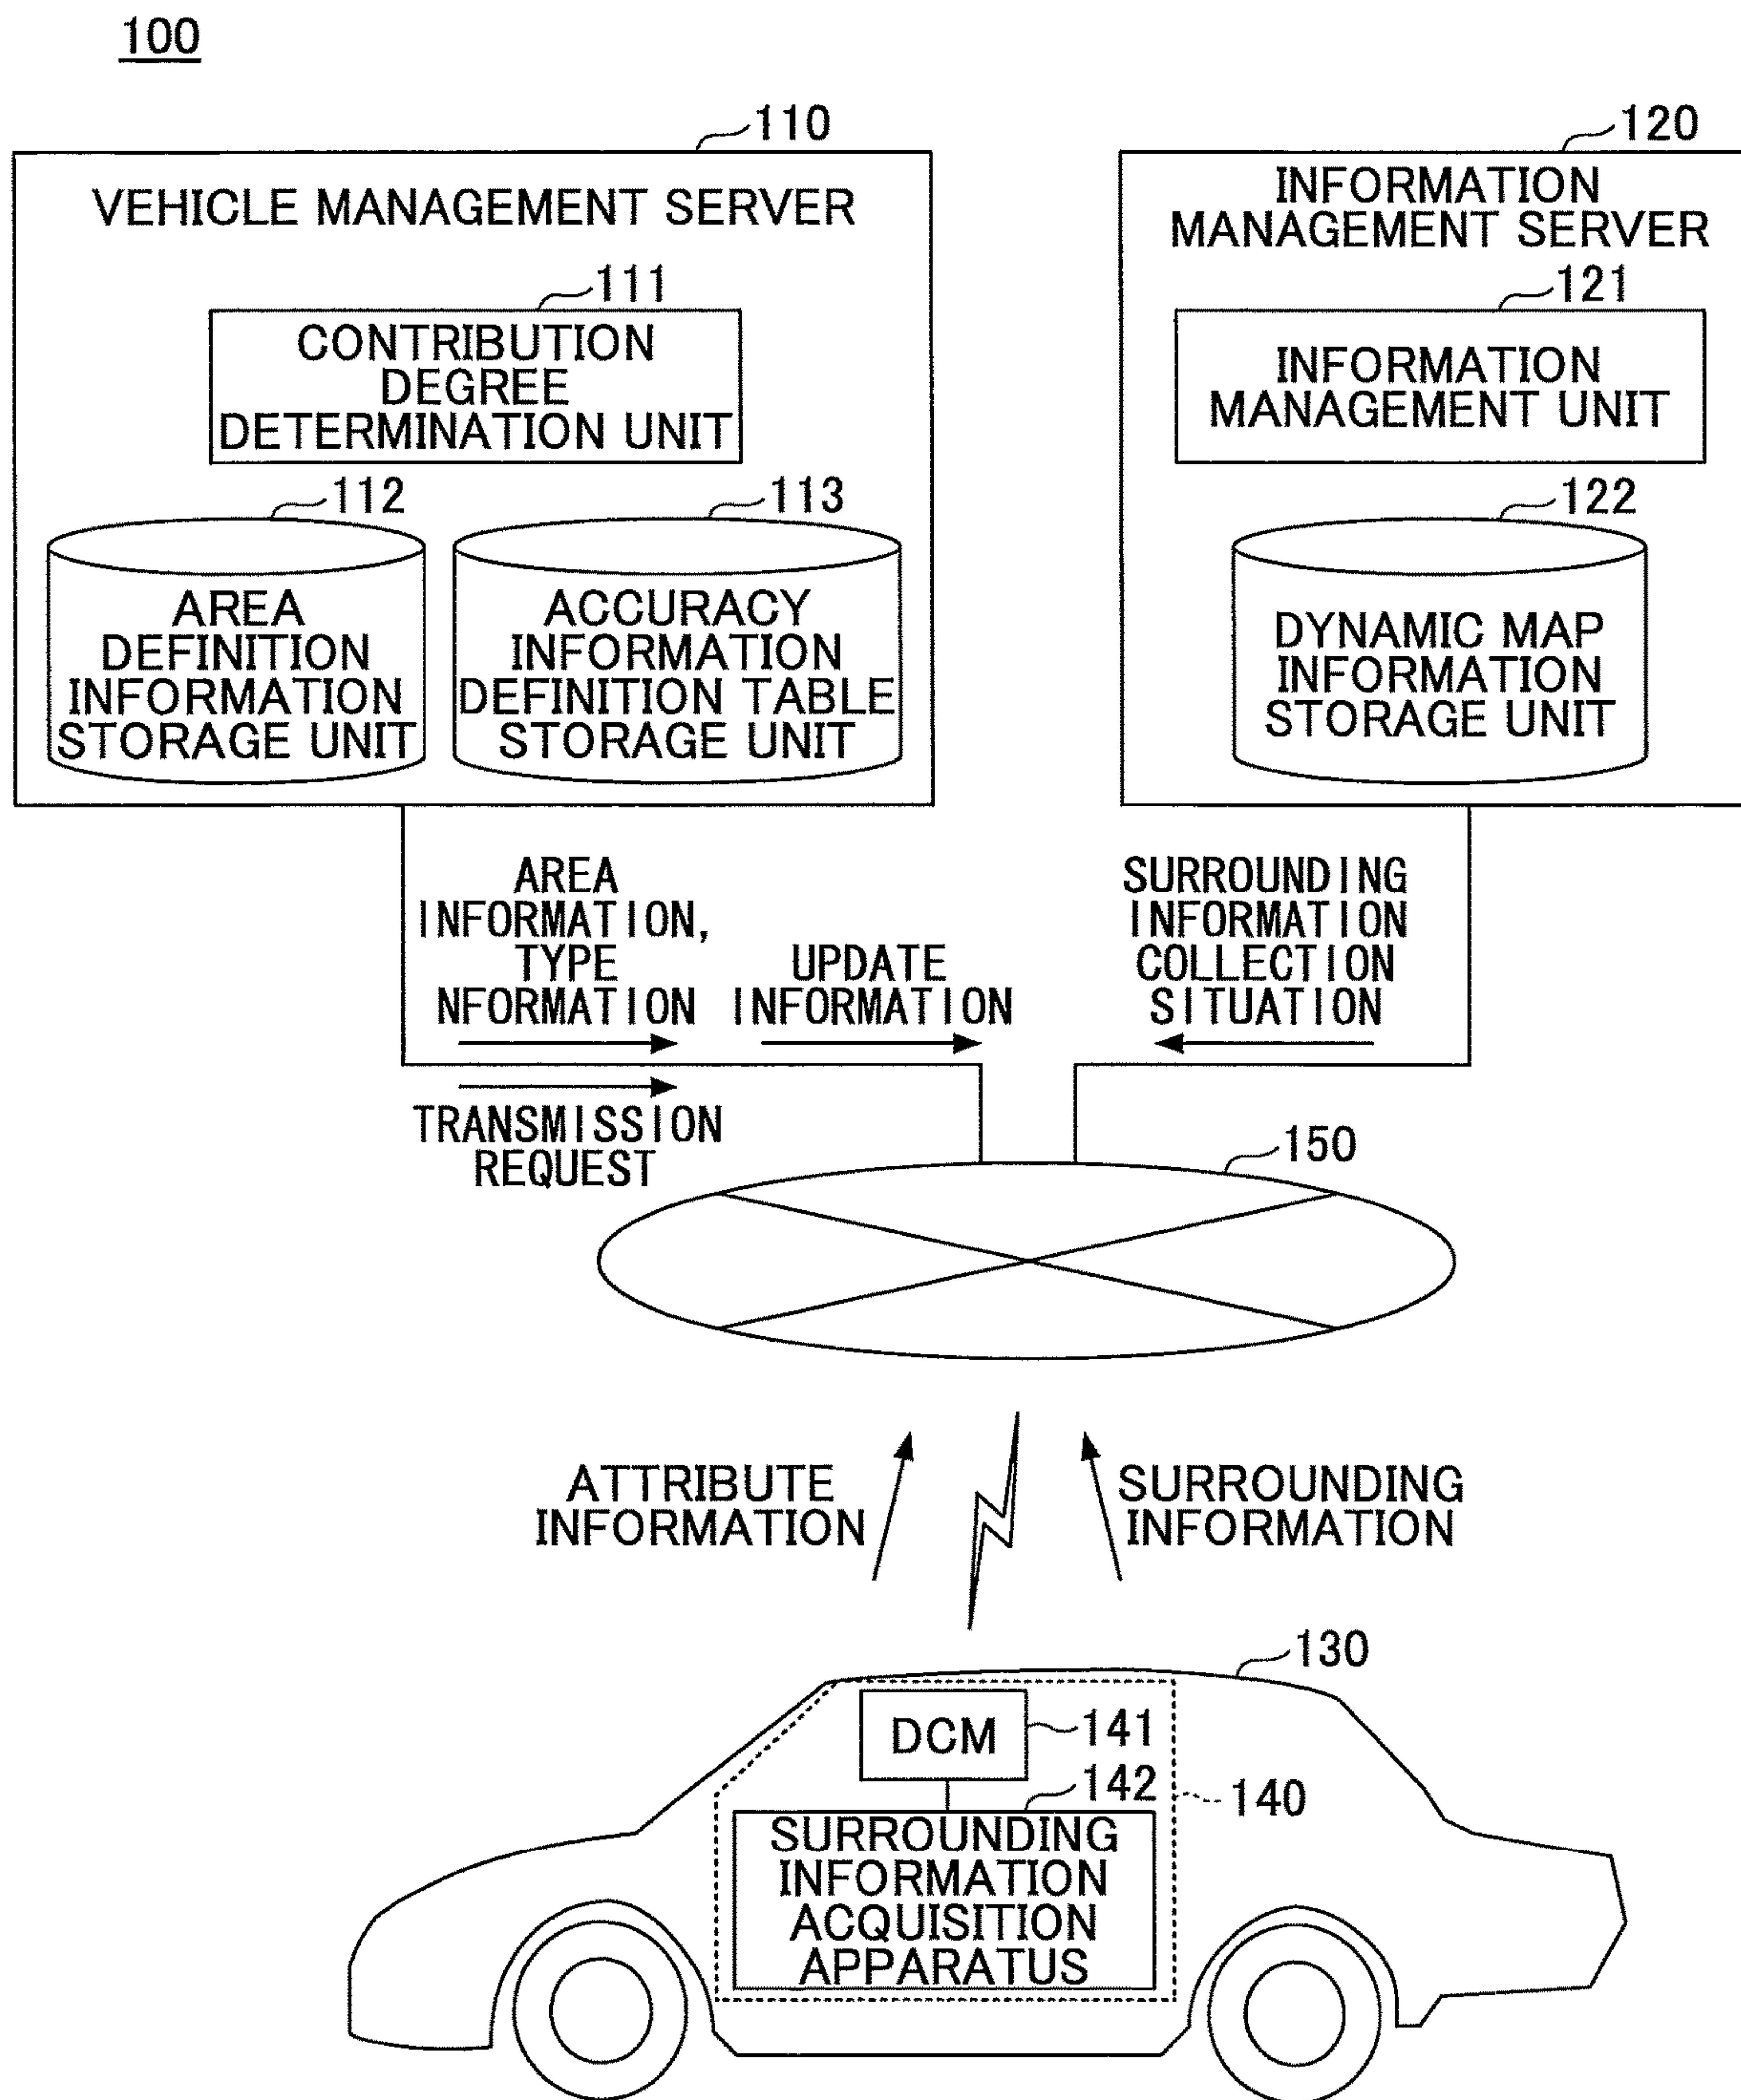 100
110
VEHICLE MANAGEMENT SERVER
111
CONTRIBUTION
DEGREE
DETERMINATION UNIT
112
AREA
DEFINITION
INFORMATION
STORAGE UNIT
113
ACCURACY
INFORMATION
DEFINITION TABLE
STORAGE UNIT
120
INFORMATION
MANAGEMENT SERVER
121
INFORMATION
MANAGEMENT UNIT
122
DYNAMIC MAP
INFORMATION
STORAGE UNIT
AREA
INFORMATION,
TYPE
NFORMATION
UPDATE
INFORMATION
SURROUNDING
INFORMATION
COLLECTION
SITUATION
TRANSMISSION
REQUEST
150
ATTRIBUTE
INFORMATION
SURROUNDING
INFORMATION
130
DCM
141
142
140
SURROUNDING
INFORMATION
ACQUISITION
APPARATUS